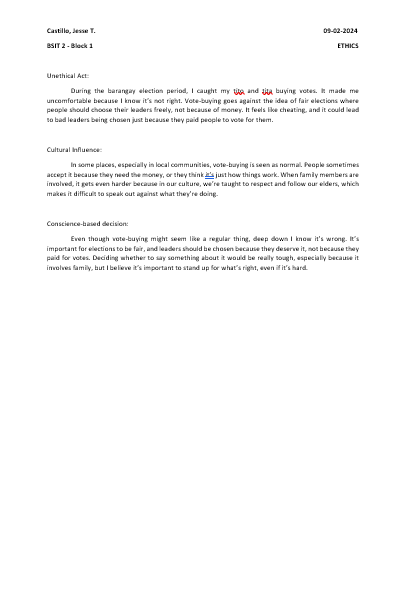 Castillo, Jesse T. 09-02-2024
BSIT 2 - Block 1 ETHICS
Unethical Act:
During the barangay election period, I caught my tito and tita buying votes. It made me
uncomfortable because I know it's not right. Vote-buying goes against the idea of fair elections where
people should choose their leaders freely, not because of money. It feels like cheating, and it could lead
to bad leaders being chosen just because they paid people to vote for them.
Cultural Influence:
In some places, especially in local communities, vote-buying is seen as normal. People sometimes
accept it because they need the money, or they think it's just how things work. When family members are
involved, it gets even harder because in our culture, we're taught to respect and follow our elders, which
makes it difficult to speak out against what they're doing.
Conscience-based decision:
Even though vote-buying might seem like a regular thing, deep down I know it's wrong. It's
important for elections to be fair, and leaders should be chosen because they deserve it, not because they
paid for votes. Deciding whether to say something about it would be really tough, especially because it
involves family, but I believe it's important to stand up for what's right, even if it's hard.